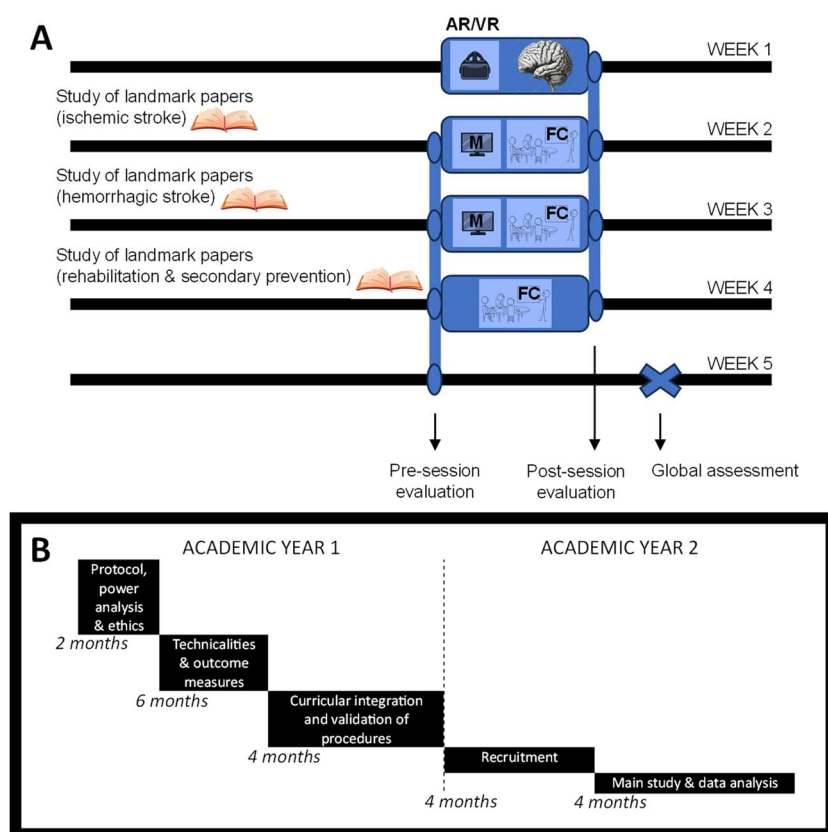 A
AR/VR
WEEK 1
Study of landmark papers
(ischemic stroke)
M
FC
WEEK 2
Study of landmark papers
(hemorrhagic stroke)
M
FC
WEEK 3
Study of landmark papers
(rehabilitation & secondary prevention)
FC
WEEK 4
WEEK 5
Pre-session
evaluation
Post-session
evaluation
Global assessment
B
ACADEMIC YEAR 1
ACADEMIC YEAR 2
Protocol,
power
analysis
& ethics
2 months
Technicalities
& outcome
measures
6 months
Curricular integration
and validation of
procedures
4 months
Recruitment
4 months
Main study & data analysis
4 months